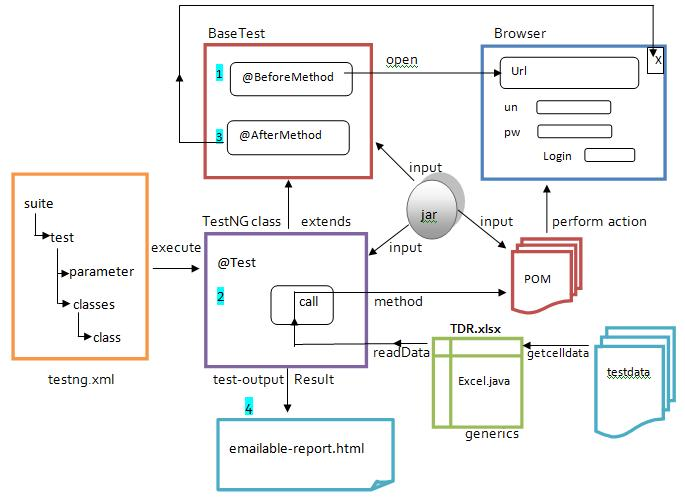 BaseTest
Browser
1
@BeforeMethod
open
Url
X
3
@AfterMethod
un
pw
Login
input
suite
test
parameter
classes
class
testng.xml
execute
TestNG class
extends
jar
input
input
perform action
@Test
2
call
method
POM
TDR.xlsx
readData
Excel.java
getcelldata
testdata
generics
test-output
Result
4
emailable-report.html